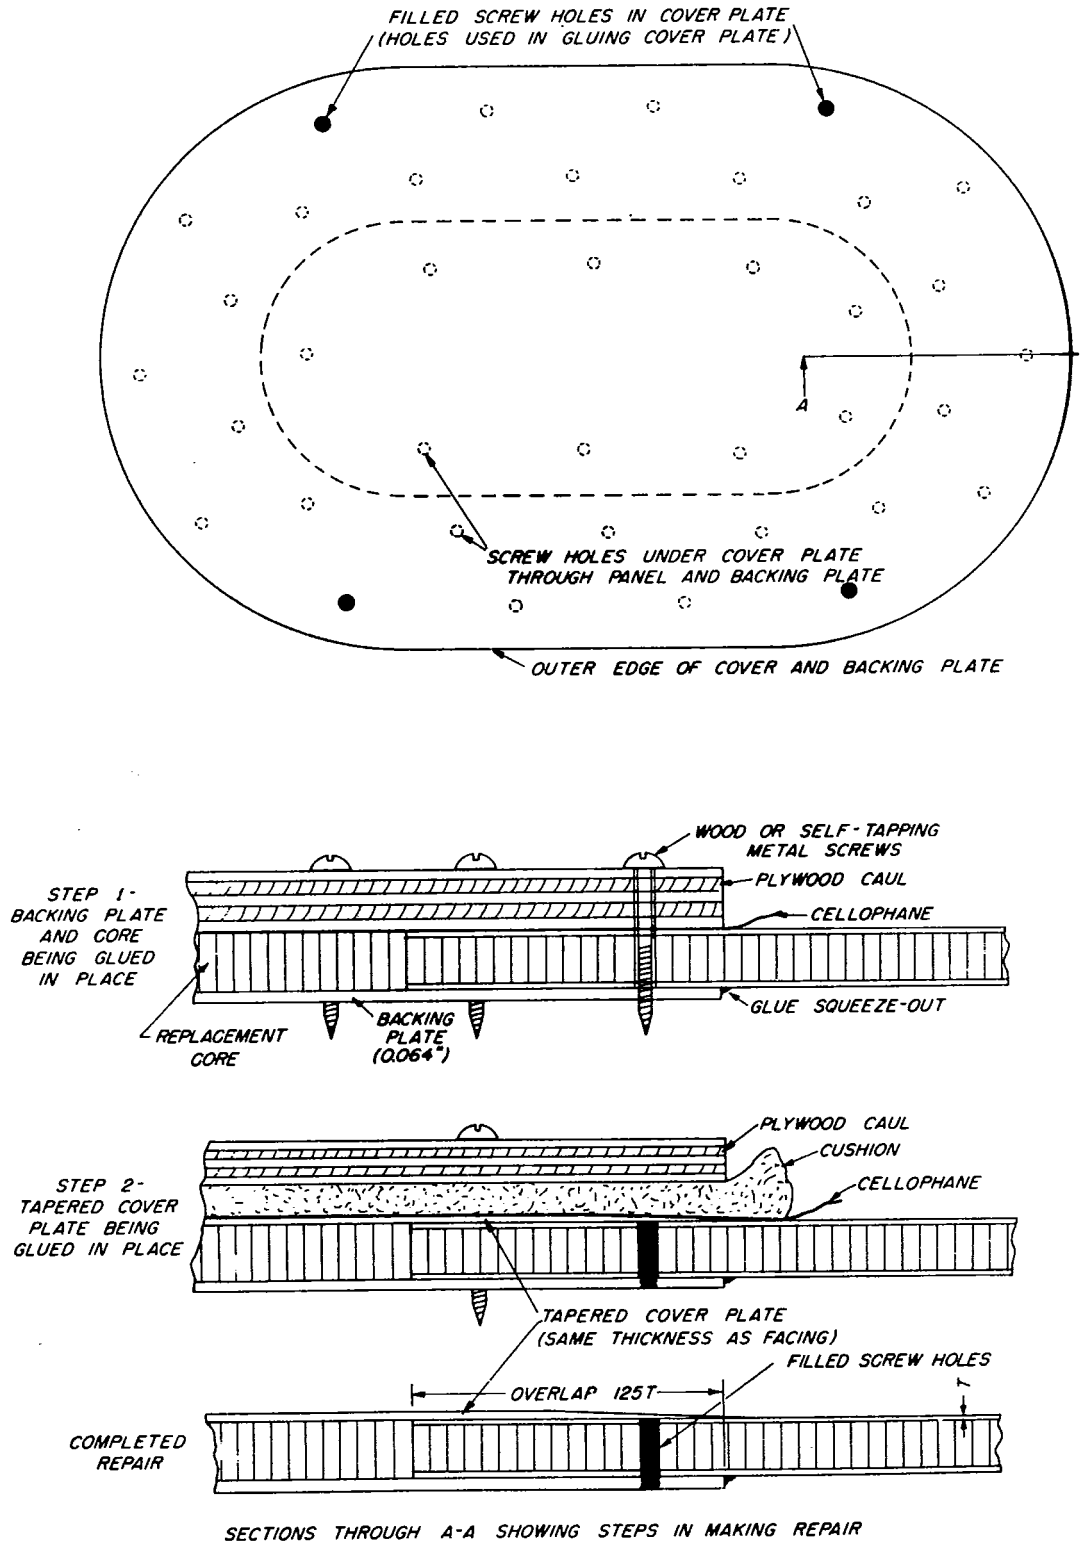 FILLED SCREW HOLES IN COVER PLATE
(HOLES USED IN GLUING COVER PLATE)
A
SCREW HOLES UNDER COVER PLATE
THROUGH PANEL AND BACKING PLATE
OUTER EDGE OF COVER AND BACKING PLATE
WOOD OR SELF-TAPPING
METAL SCREWS
PLYWOOD CAUL
CELLOPHANE
STEP 1-
BACKING PLATE
AND CORE
BEING GLUED
IN PLACE
GLUE SQUEEZE-OUT
BACKING
PLATE
(0.064")
REPLACEMENT
CORE
PLYWOOD CAUL
CUSHION
CELLOPHANE
STEP 2-
TAPERED COVER
PLATE BEING
GLUED IN PLACE
TAPERED COVER PLATE
(SAME THICKNESS AS FACING)
FILLED SCREW HOLES
OVERLAP 125T
T
COMPLETED
REPAIR
SECTIONS THROUGH A-A SHOWING STEPS IN MAKING REPAIR